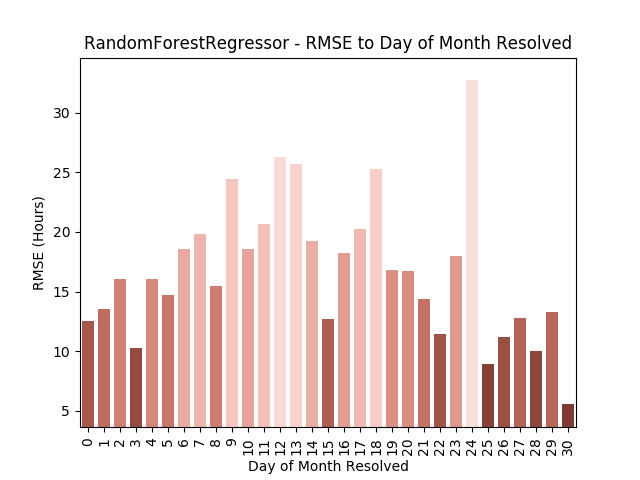 RandomForestRegressor - RMSE to Day of Month Resolved
RMSE (Hours)
30
25
20
15
10
5
0 1 2 3 4 5 6 7 8 9 10 11 12 13 14 15 16 17 18 19 20 21 22 23 24 25 26 27 28 29 30
Day of Month Resolved